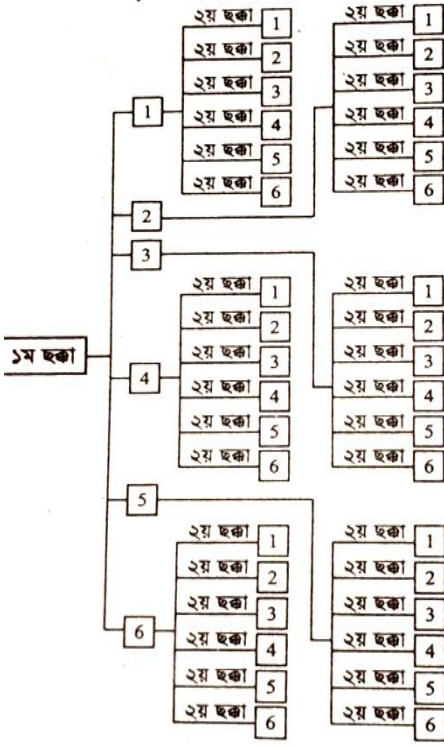 ২য় ছক্কা 1 ২য় ছক্কা 1
২য় ছক্কা 2 ২য় ছক্কা 2
২য় ছক্কা 3 ২য় ছক্কা 3
1
২য় ছক্কা 4 ২য় ছক্কা 4
২য় ছক্কা 5 ২য় ছক্কা 5
২য় ছক্কা 6 ২য় ছক্কা 6
2
3
২য় ছক্কা 1 ২য় ছক্কা 1
২য় ছক্কা 2 ২য় ছক্কা 2
১ম ছক্কা
২য় ছক্কা 3 ২য় ছক্কা 3
4
২য় ছক্কা 4 ২য় ছক্কা 4
২য় ছক্কা 5 ২য় ছক্কা 5
২য় ছক্কা 6 ২য় ছক্কা 6
5
২য় ছক্কা 1 ২য় ছক্কা 1
২য় ছক্কা 2 ২য় ছক্কা 2
২য় ছক্কা 3 ২য় ছক্কা 3
6
২য় ছক্কা 4 ২য় ছক্কা 4
২য় ছক্কা 5 ২য় ছক্কা 5
২য় ছক্কা 6 ২য় ছক্কা 6